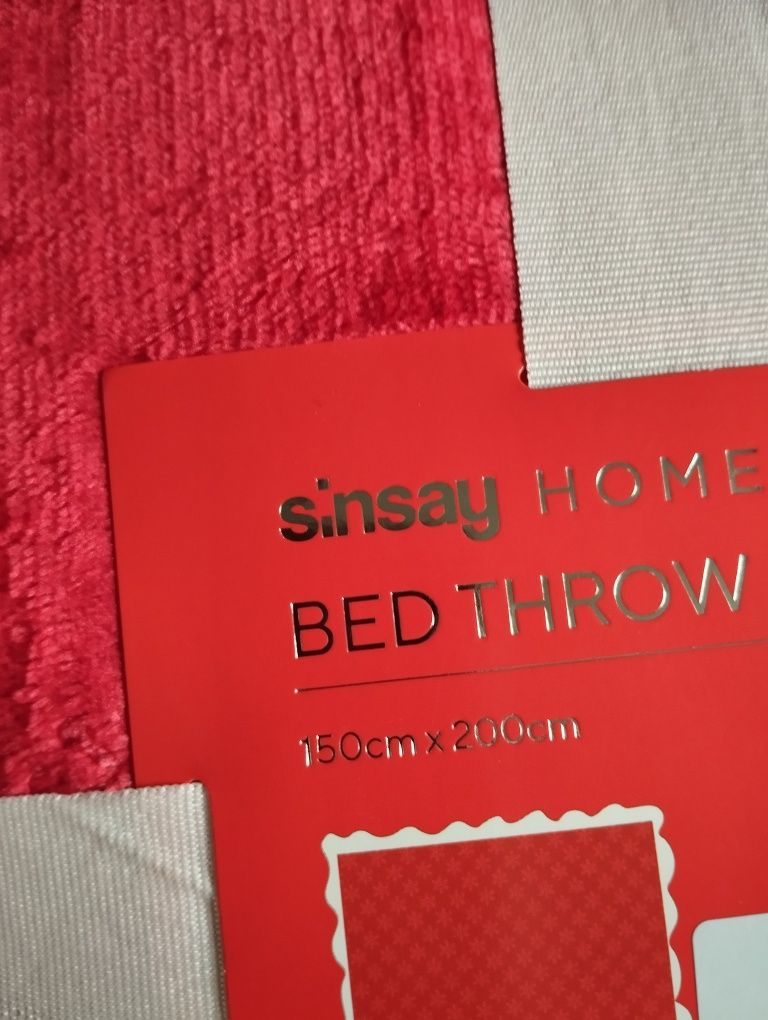 sinsay HOME
BED THROW
150cm x 200cm